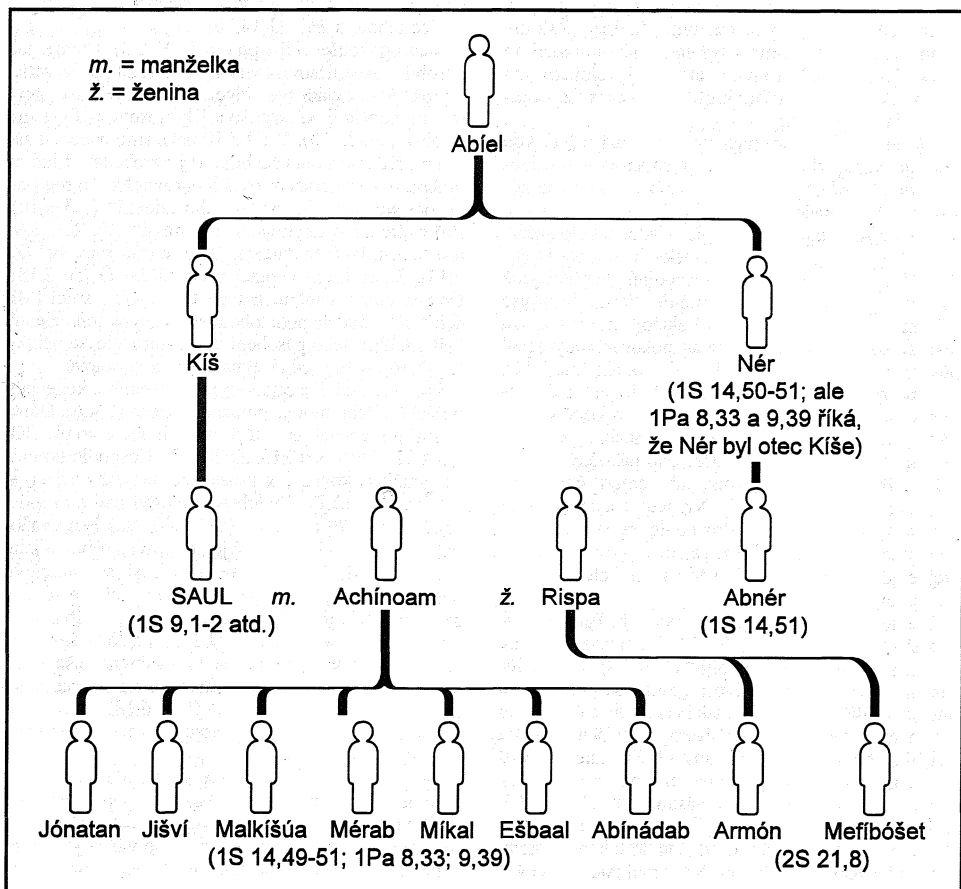 m. = manželka
ž. = ženina
Abíel
Kíš
Nér
(1S 14,50-51; ale
1Pa 8,33 a 9,39 říká,
že Nér byl otec Kíše)
SAUL m. Achínoam ž. Rispa Abnér
(1S 9,1-2 atd.) (1S 14,51)
Jónatan Jišví Malkíšúa Mérab Míkal Ešbaal Abínádab Armón Mefíbóšet
(1S 14,49-51; 1Pa 8,33; 9,39) (2S 21,8)